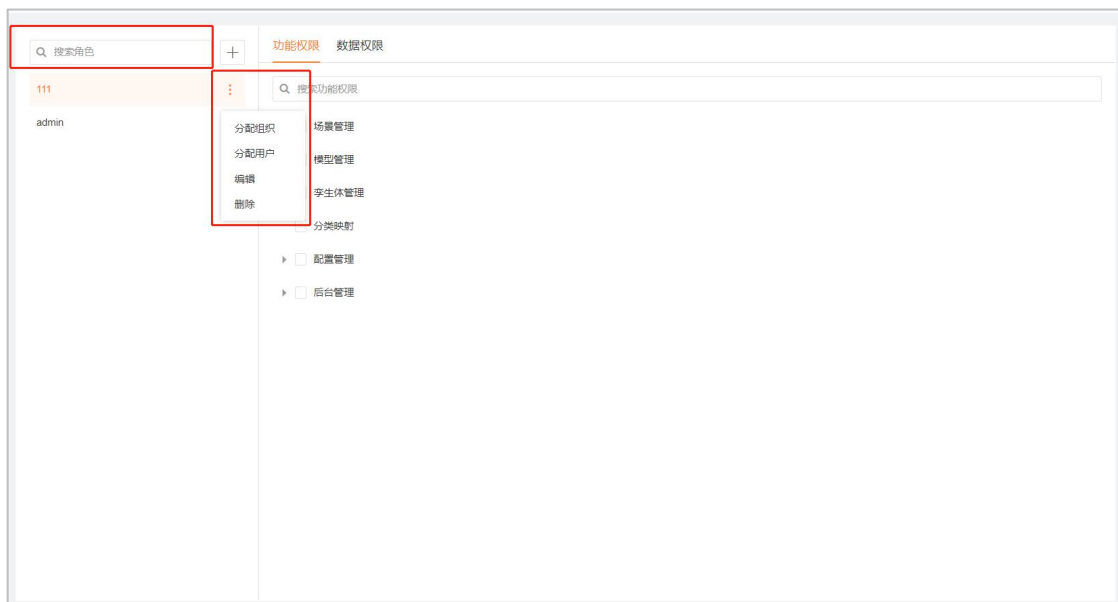 搜索角色
功能权限 数据权限
111
搜索功能权限
admin
分配组织
分配用户
编辑
删除
场景管理
模型管理
孪生体管理
分类映射
配置管理
后台管理